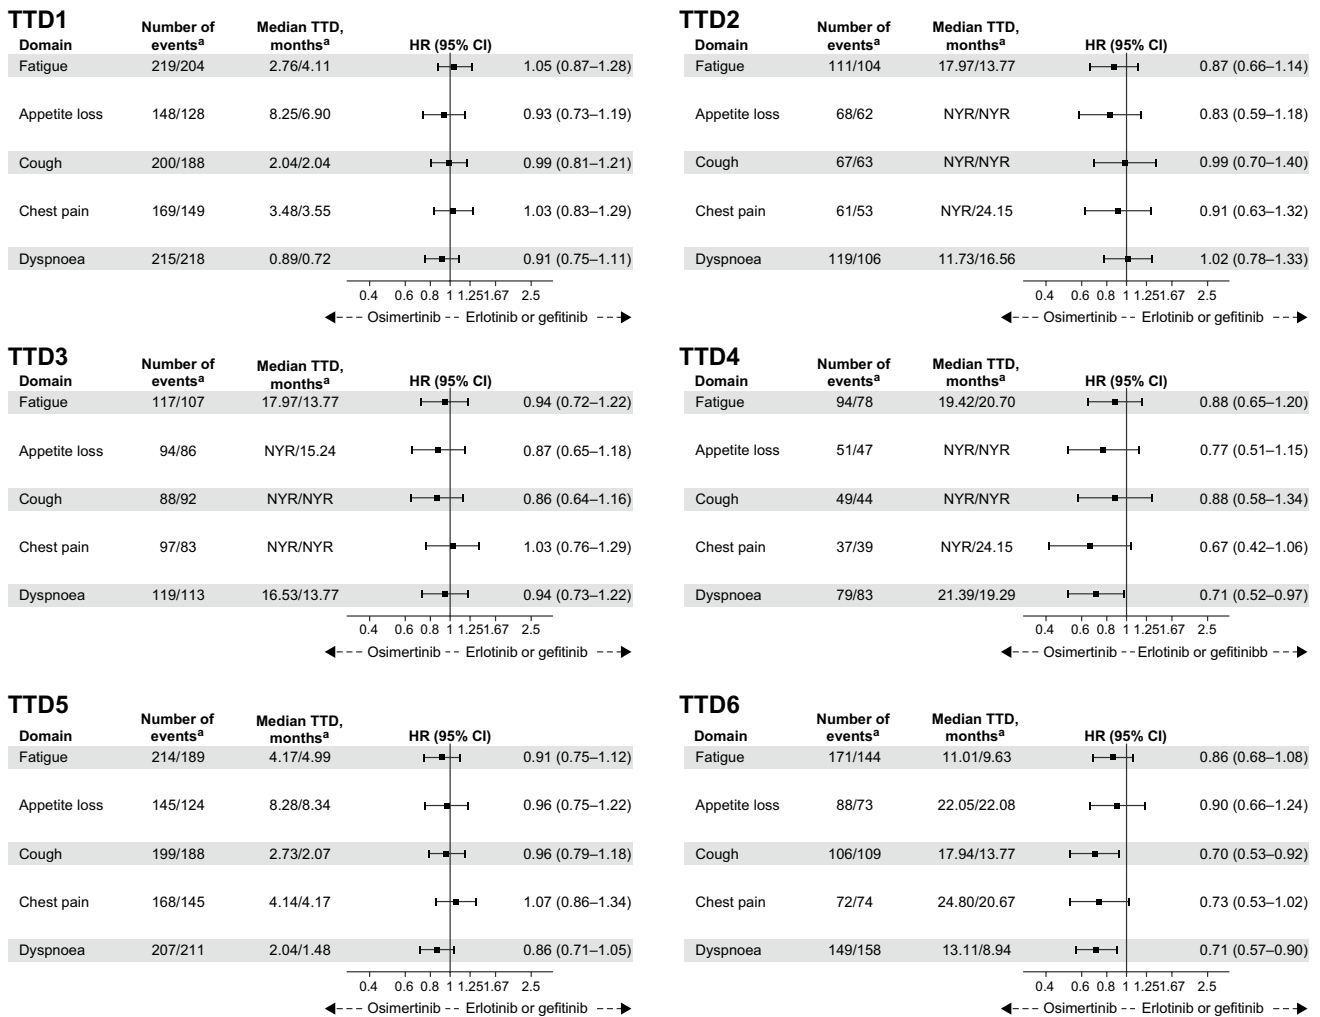 TTD1
Domain Number of events^a Median TTD, months^a HR (95% CI)
Fatigue 219/204 2.76/4.11 1.05 (0.87–1.28)
Appetite loss 148/128 8.25/6.90 0.93 (0.73–1.19)
Cough 200/188 2.04/2.04 0.99 (0.81–1.21)
Chest pain 169/149 3.48/3.55 1.03 (0.83–1.29)
Dyspnoea 215/218 0.89/0.72 0.91 (0.75–1.11)
0.4 0.6 0.8 1 1.25 1.67 2.5
Osimertinib Erlotinib or gefitinib
TTD2
Domain Number of events^a Median TTD, months^a HR (95% CI)
Fatigue 111/104 17.97/13.77 0.87 (0.66–1.14)
Appetite loss 68/62 NYR/NYR 0.83 (0.59–1.18)
Cough 67/63 NYR/NYR 0.99 (0.70–1.40)
Chest pain 61/53 NYR/24.15 0.91 (0.63–1.32)
Dyspnoea 119/106 11.73/16.56 1.02 (0.78–1.33)
0.4 0.6 0.8 1 1.25 1.67 2.5
Osimertinib Erlotinib or gefitinib
TTD3
Domain Number of events^a Median TTD, months^a HR (95% CI)
Fatigue 117/107 17.97/13.77 0.94 (0.72–1.22)
Appetite loss 94/86 NYR/15.24 0.87 (0.65–1.18)
Cough 88/92 NYR/NYR 0.86 (0.64–1.16)
Chest pain 97/83 NYR/NYR 1.03 (0.76–1.29)
Dyspnoea 119/113 16.53/13.77 0.94 (0.73–1.22)
0.4 0.6 0.8 1 1.25 1.67 2.5
Osimertinib Erlotinib or gefitinib
TTD4
Domain Number of events^a Median TTD, months^a HR (95% CI)
Fatigue 94/78 19.42/20.70 0.88 (0.65–1.20)
Appetite loss 51/47 NYR/NYR 0.77 (0.51–1.15)
Cough 49/44 NYR/NYR 0.88 (0.58–1.34)
Chest pain 37/39 NYR/24.15 0.67 (0.42–1.06)
Dyspnoea 79/83 21.39/19.29 0.71 (0.52–0.97)
0.4 0.6 0.8 1 1.25 1.67 2.5
Osimertinib Erlotinib or gefitinibb
TTD5
Domain Number of events^a Median TTD, months^a HR (95% CI)
Fatigue 214/189 4.17/4.99 0.91 (0.75–1.12)
Appetite loss 145/124 8.28/8.34 0.96 (0.75–1.22)
Cough 199/188 2.73/2.07 0.96 (0.79–1.18)
Chest pain 168/145 4.14/4.17 1.07 (0.86–1.34)
Dyspnoea 207/211 2.04/1.48 0.86 (0.71–1.05)
0.4 0.6 0.8 1 1.25 1.67 2.5
Osimertinib Erlotinib or gefitinib
TTD6
Domain Number of events^a Median TTD, months^a HR (95% CI)
Fatigue 171/144 11.01/9.63 0.86 (0.68–1.08)
Appetite loss 88/73 22.05/22.08 0.90 (0.66–1.24)
Cough 106/109 17.94/13.77 0.70 (0.53–0.92)
Chest pain 72/74 24.80/20.67 0.73 (0.53–1.02)
Dyspnoea 149/158 13.11/8.94 0.71 (0.57–0.90)
0.4 0.6 0.8 1 1.25 1.67 2.5
Osimertinib Erlotinib or gefitinib